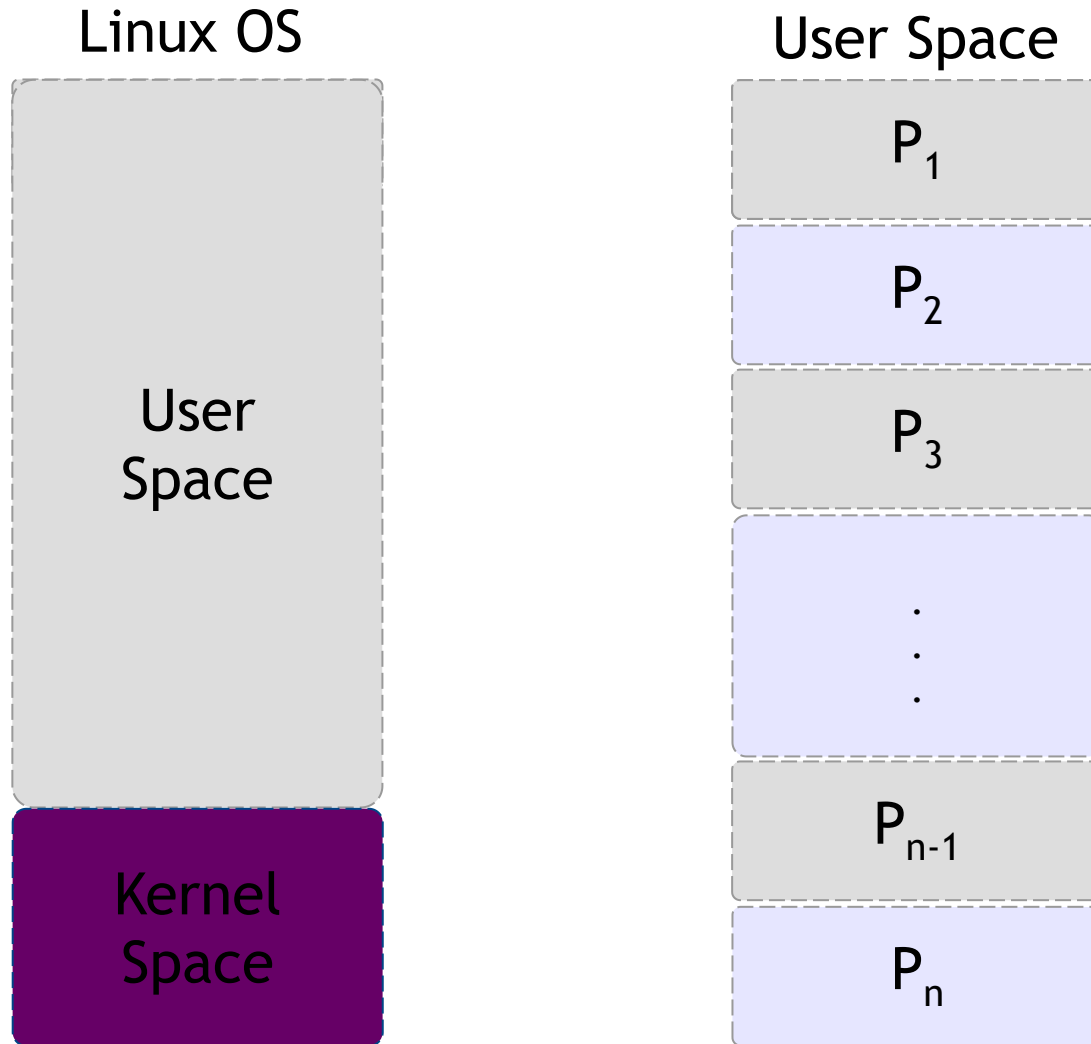 Linux OS
User
Space
Kernel
Space
User Space
P1
P2
P3
.
.
.
Pn-1
Pn